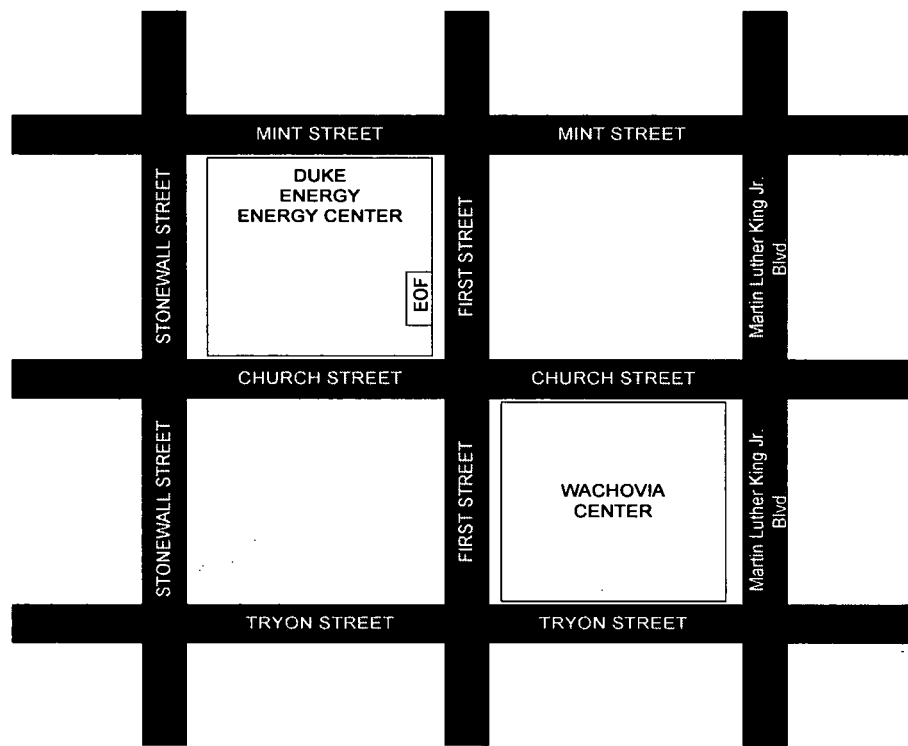 MINT STREET
MINT STREET
DUKE
ENERGY
ENERGY CENTER
STONEWALL STREET
EOF
FIRST STREET
Martin Luther King Jr.
Blvd.
CHURCH STREET
CHURCH STREET
STONEWALL STREET
FIRST STREET
WACHOVIA
CENTER
Martin Luther King Jr.
Blvd
TRYON STREET
TRYON STREET